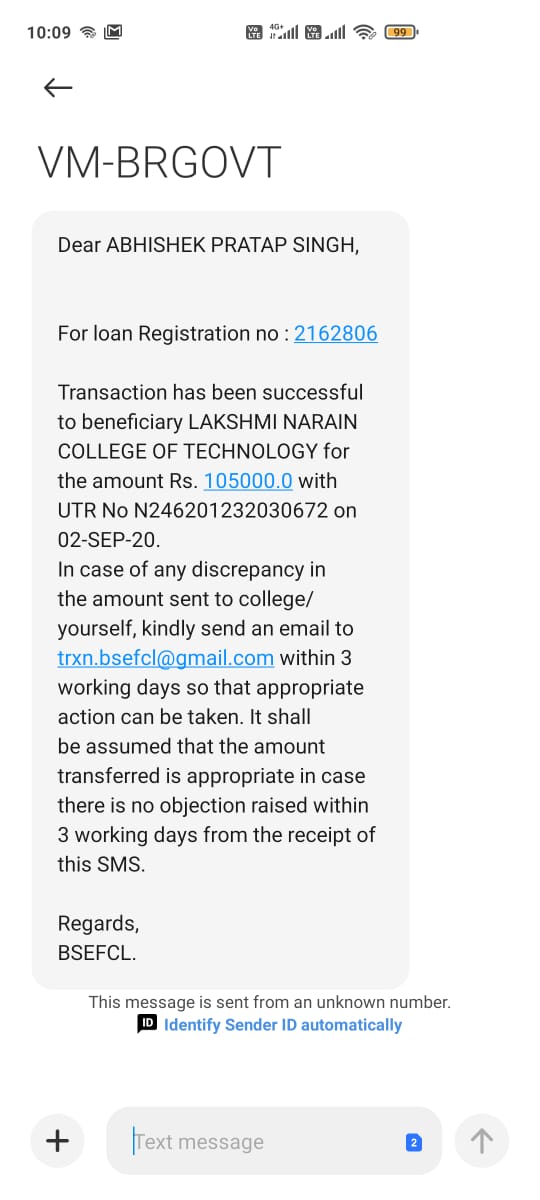 10:09
Vo LTE 4G+ Vo LTE 99
VM-BRGOVT
Dear ABHISHEK PRATAP SINGH,
For loan Registration no : 2162806
Transaction has been successful
to beneficiary LAKSHMI NARAIN
COLLEGE OF TECHNOLOGY for
the amount Rs. 105000.0 with
UTR No N246201232030672 on
02-SEP-20.
In case of any discrepancy in
the amount sent to college/
yourself, kindly send an email to
trxn.bsefcl@gmail.com within 3
working days so that appropriate
action can be taken. It shall
be assumed that the amount
transferred is appropriate in case
there is no objection raised within
3 working days from the receipt of
this SMS.
Regards,
BSEFCL.
This message is sent from an unknown number.
ID Identify Sender ID automatically
Text message 2